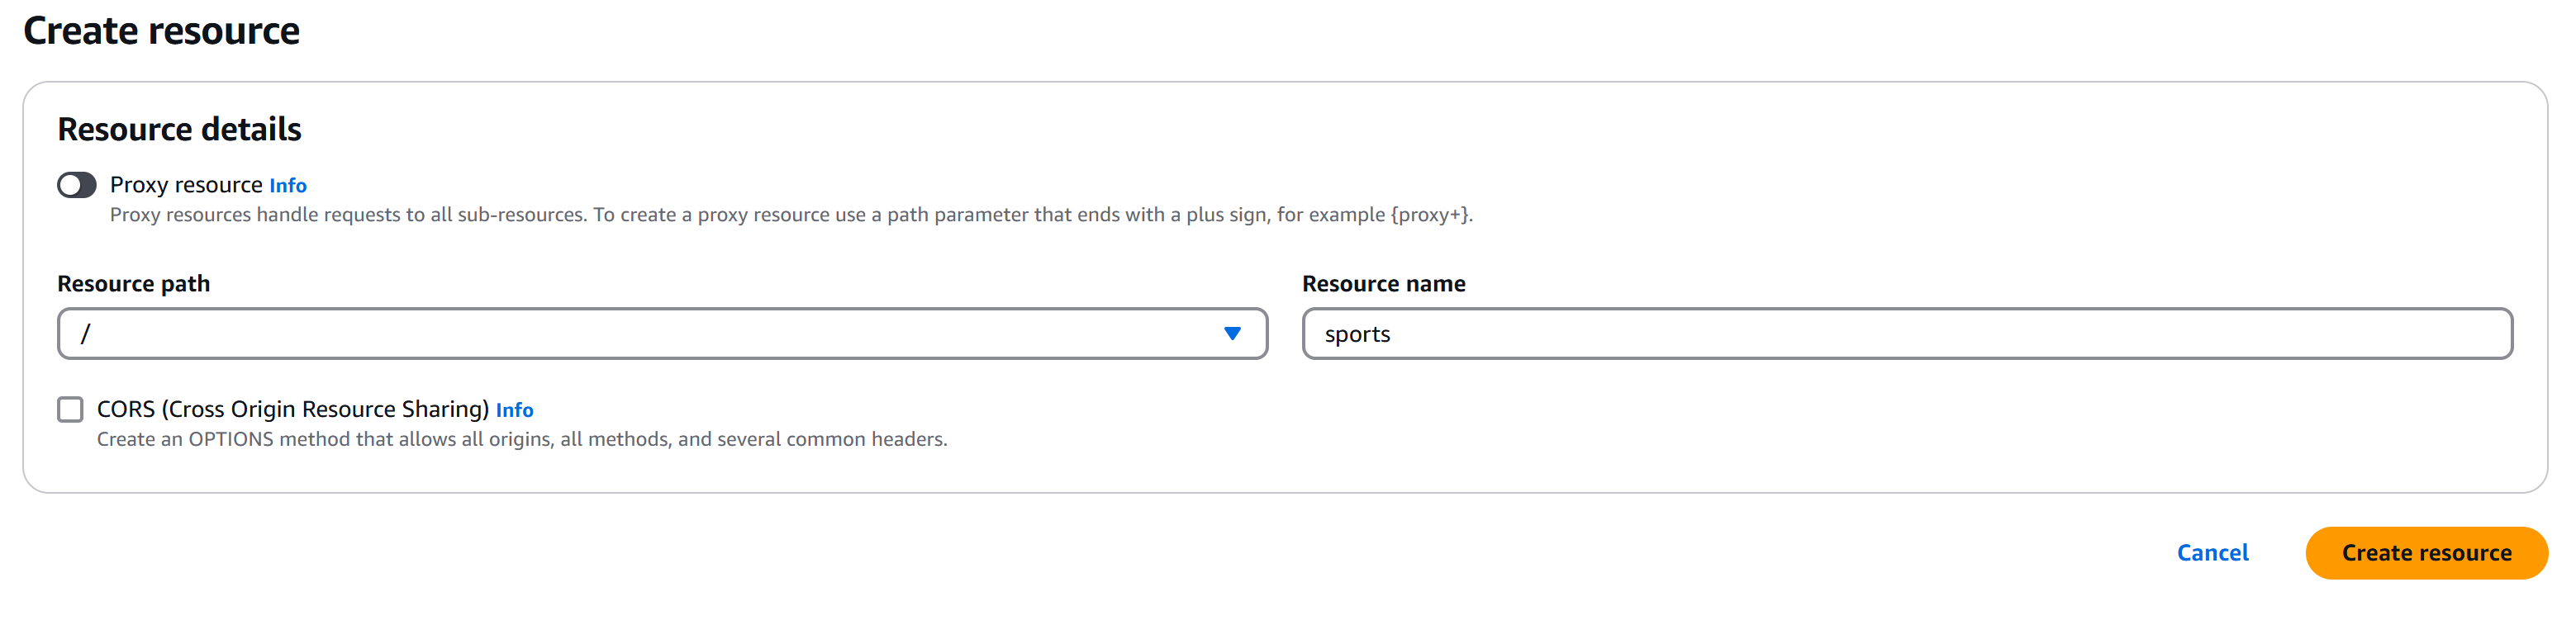 Create resource
Resource details
Proxy resource Info
Proxy resources handle requests to all sub-resources. To create a proxy resource use a path parameter that ends with a plus sign, for example {proxy+}.
Resource path
Resource name
/
sports
CORS (Cross Origin Resource Sharing) Info
Create an OPTIONS method that allows all origins, all methods, and several common headers.
Cancel
Create resource